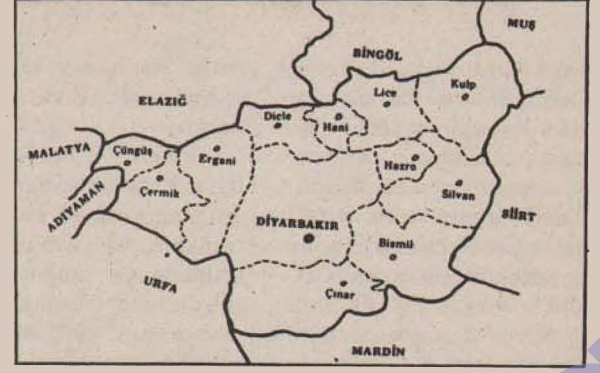 MUŞ
BİNGÖL
Kulp
Lice
ELAZIĞ
Dicle
Hani
MALATYA
Çüngüş
Ergani
Hazro
ADIYAMAN
Çermik
Silvan
SİİRT
DİYARBAKIR
Bismil
URFA
Çınar
MARDİN